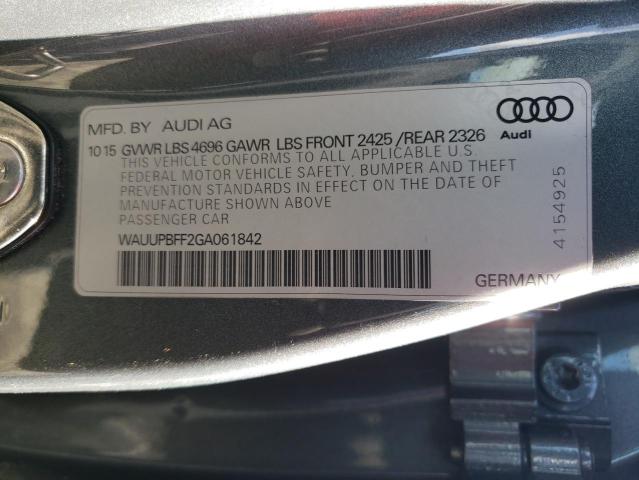 MFD. BY AUDI AG
10 15 GVWR LBS 4696 GAWR LBS FRONT 2425 /REAR 2326
THIS VEHICLE CONFORMS TO ALL APPLICABLE U.S.
FEDERAL MOTOR VEHICLE SAFETY, BUMPER AND THEFT
PREVENTION STANDARDS IN EFFECT ON THE DATE OF
MANUFACTURE SHOWN ABOVE
PASSENGER CAR
WAUUPBFF2GA061842
Audi
4154925
GERMANY